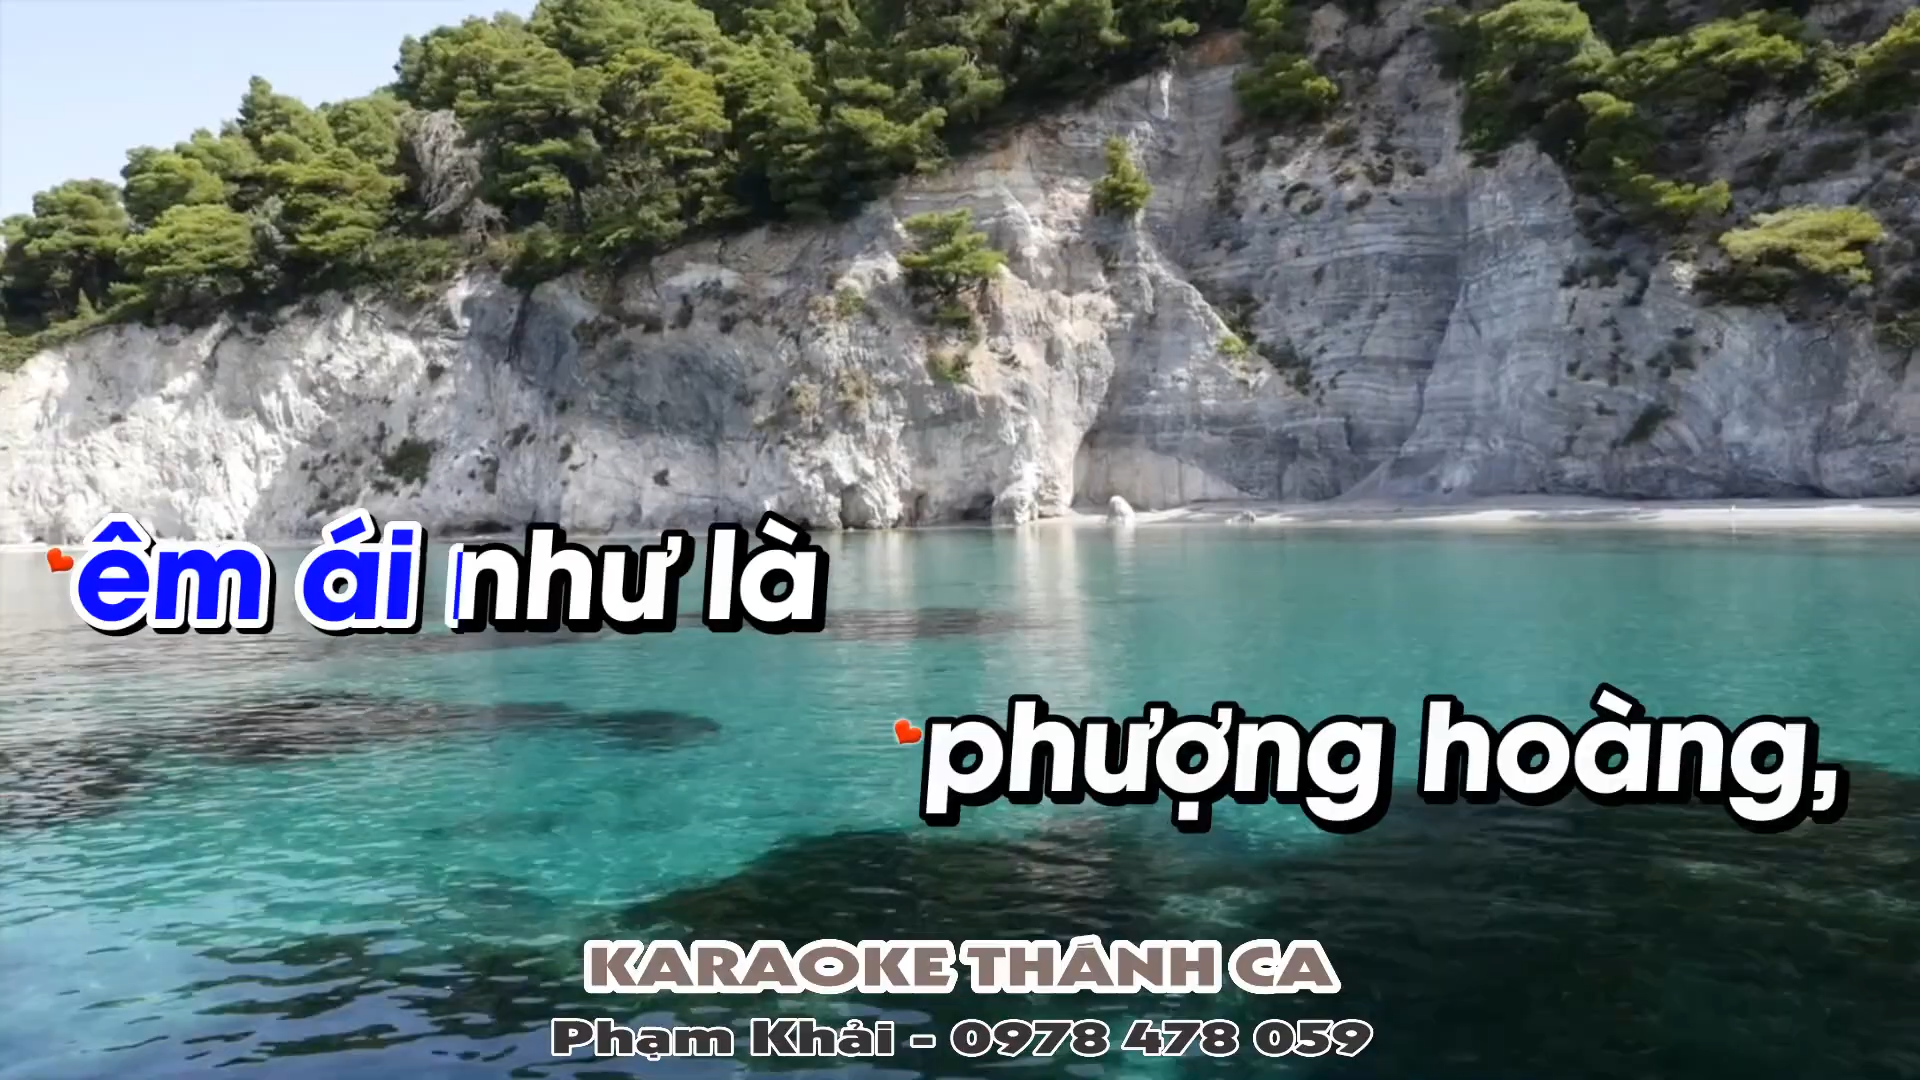 êm ái như là
phượng hoàng,
KARAOKE THÁNH CA
Phạm Khải - 0978 478 059